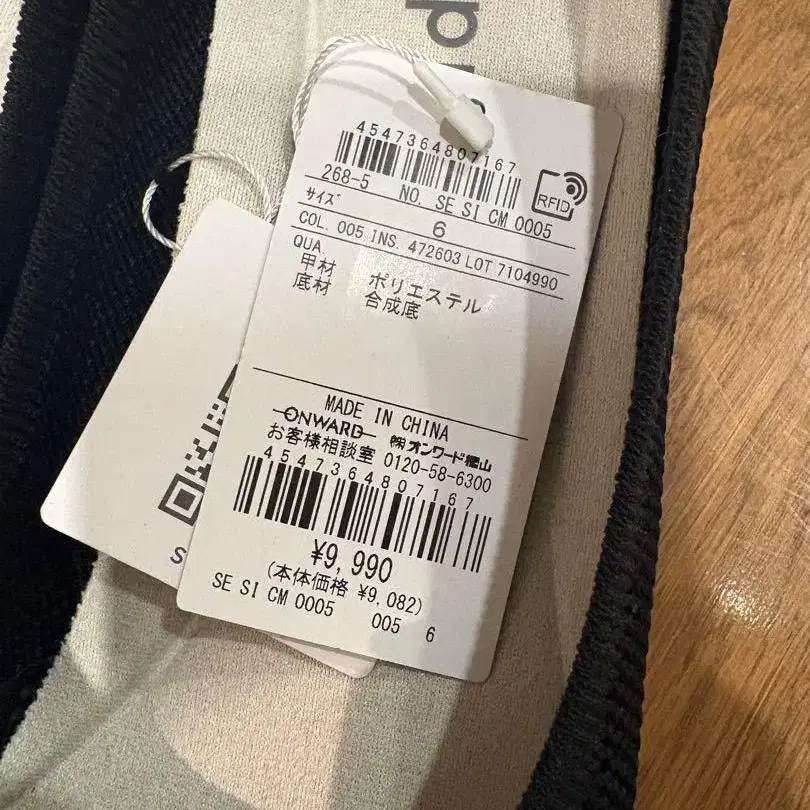 4547364807167
268-5 NO. SE SI CM 0005
RFID
サイズ 6
COL. 005 INS. 472603 LOT 7104990
QUA
甲材 ポリエステル
底材 合成底
MADE IN CHINA
ONWARD ㈱オンワード樫山
お客様相談室 0120-58-6300
4547364807167
¥9,990
(本体価格 ¥9,082)
SE SI CM 0005 005 6
S